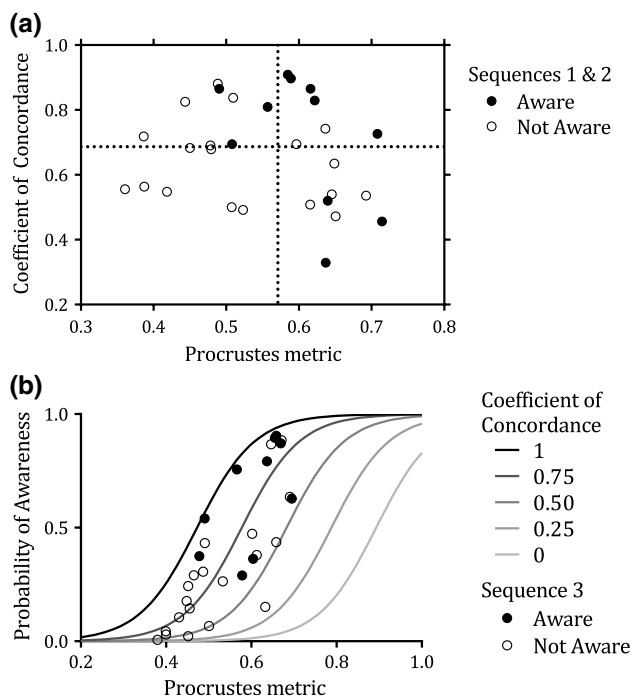 (a)
1.0
0.8
0.6
0.4
0.2
Coefficient of Concordance
0.3 0.4 0.5 0.6 0.7 0.8
Procrustes metric
Sequences 1 & 2
Aware
Not Aware
(b)
1.0
0.5
0.0
Probability of Awareness
0.2 0.4 0.6 0.8 1.0
Procrustes metric
Coefficient of
Concordance
1
0.75
0.50
0.25
0
Sequence 3
Aware
Not Aware